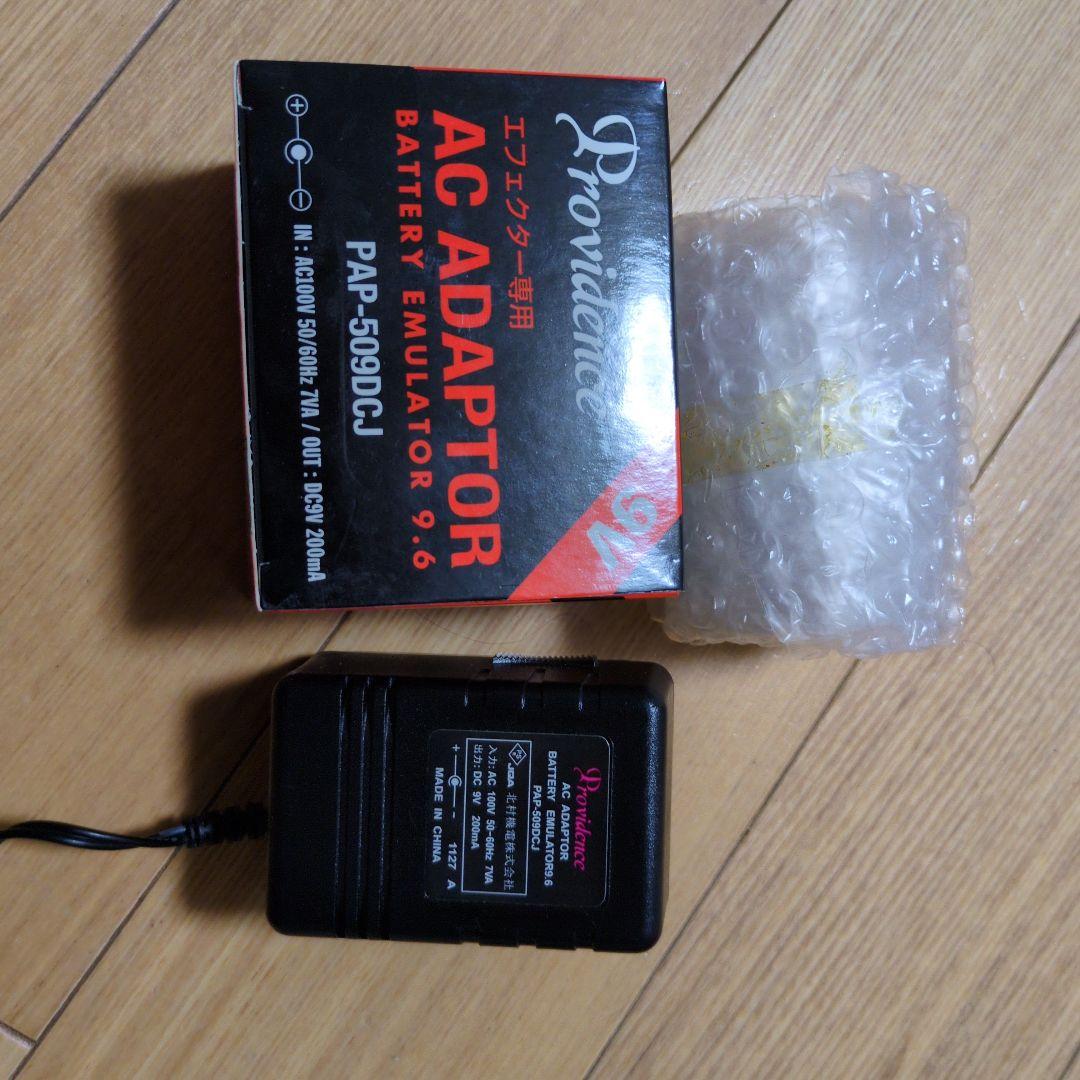 Providence
9V
エフェクター専用
AC ADAPTOR
BATTERY EMULATOR 9.6
PAP-509DCJ
+ −
IN : AC100V 50/60Hz 7VA / OUT : DC9V 200mA
Providence
AC ADAPTOR
BATTERY EMULATOR9.6
PAP-509DCJ
JQA 北村機電株式会社
入力: AC 100V 50-60Hz 7VA
出力: DC 9V 200mA
+ − 1127 A
MADE IN CHINA